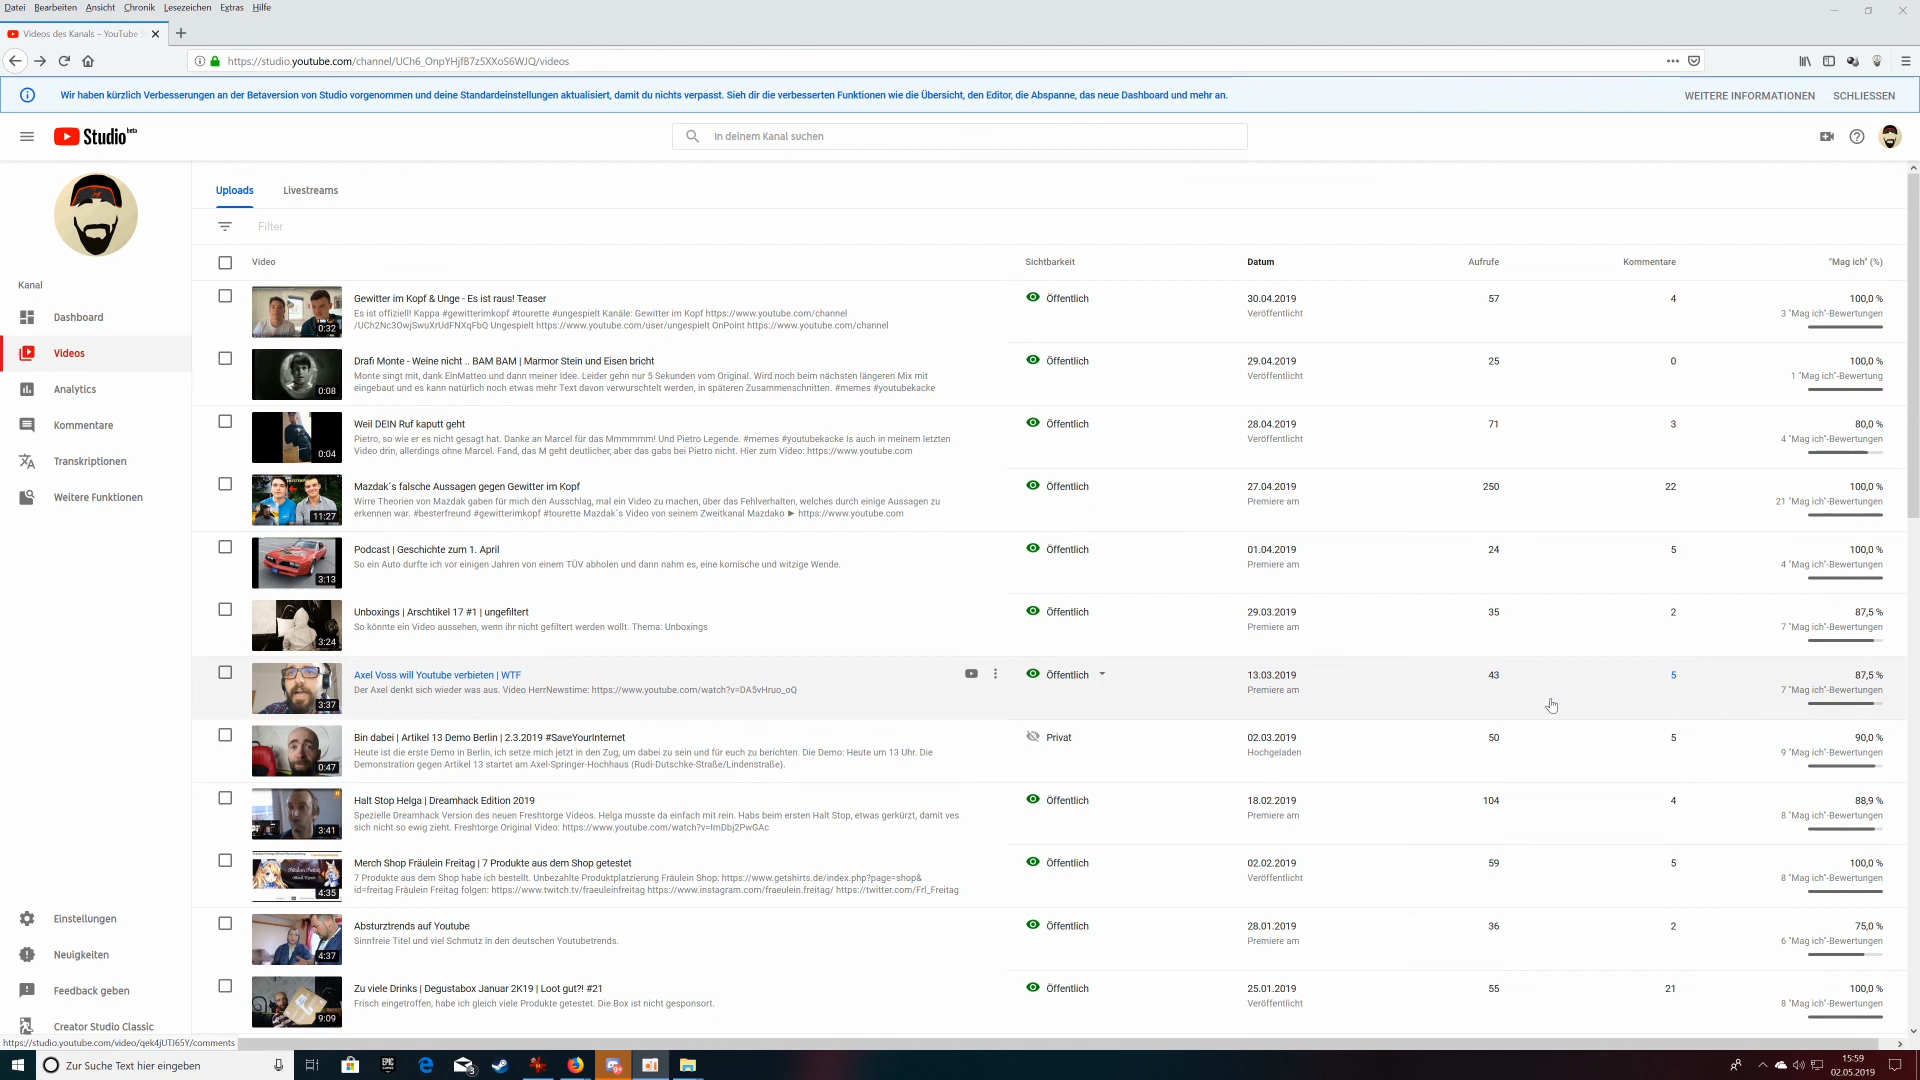 Datei Bearbeiten Ansicht Chronik Lesezeichen Extras Hilfe
Videos des Kanals – YouTube S
https://studio.youtube.com/channel/UCh6_OnpYHjfB7z5XXoS6WJQ/videos
Wir haben kürzlich Verbesserungen an der Betaversion von Studio vorgenommen und deine Standardeinstellungen aktualisiert, damit du nichts verpasst. Sieh dir die verbesserten Funktionen wie die Übersicht, den Editor, die Abspanne, das neue Dashboard und mehr an.
WEITERE INFORMATIONEN SCHLIESSEN
Studio beta
In deinem Kanal suchen
Kanal
Dashboard
Videos
Analytics
Kommentare
Transkriptionen
Weitere Funktionen
Einstellungen
Neuigkeiten
Feedback geben
Creator Studio Classic
Uploads Livestreams
Filter
Video Sichtbarkeit Datum Aufrufe Kommentare "Mag ich" (%)
Gewitter im Kopf & Unge - Es ist raus! Teaser Öffentlich 30.04.2019 57 4 100,0 %
Es ist offiziell! Kappa #gewitterimkopf #tourette #ungespielt Kanäle: Gewitter im Kopf https://www.youtube.com/channel Veröffentlicht 3 "Mag ich"-Bewertungen
/UCh2Nc3OwjSwuXrUdFNXqFbQ Ungespielt https://www.youtube.com/user/ungespielt OnPoint https://www.youtube.com/channel
0:32
Drafi Monte - Weine nicht .. BAM BAM | Marmor Stein und Eisen bricht Öffentlich 29.04.2019 25 0 100,0 %
Monte singt mit, dank EinMatteo und dann meiner Idee. Leider gehn nur 5 Sekunden vom Original. Wird noch beim nächsten längeren Mix mit Veröffentlicht 1 "Mag ich"-Bewertung
eingebaut und es kann natürlich noch etwas mehr Text davon verwurschtelt werden, in späteren Zusammenschnitten. #memes #youtubekacke
0:08
Weil DEIN Ruf kaputt geht Öffentlich 28.04.2019 71 3 80,0 %
Pietro, so wie er es nicht gesagt hat. Danke an Marcel für das Mmmmmm! Und Pietro Legende. #memes #youtubekacke Is auch in meinem letzten Veröffentlicht 4 "Mag ich"-Bewertungen
Video drin, allerdings ohne Marcel. Fand, das M geht deutlicher, aber das gabs bei Pietro nicht. Hier zum Video: https://www.youtube.com
0:04
Mazdak´s falsche Aussagen gegen Gewitter im Kopf Öffentlich 27.04.2019 250 22 100,0 %
Wirre Theorien von Mazdak gaben für mich den Ausschlag, mal ein Video zu machen, über das Fehlverhalten, welches durch einige Aussagen zu Premiere am 21 "Mag ich"-Bewertungen
erkennen war. #besterfreund #gewitterimkopf #tourette Mazdak´s Video von seinem Zweitkanal Mazdako ► https://www.youtube.com
11:27
Podcast | Geschichte zum 1. April Öffentlich 01.04.2019 24 5 100,0 %
So ein Auto durfte ich vor einigen Jahren von einem TÜV abholen und dann nahm es, eine komische und witzige Wende. Premiere am 4 "Mag ich"-Bewertungen
3:13
Unboxings | Arschtikel 17 #1 | ungefiltert Öffentlich 29.03.2019 35 2 87,5 %
So könnte ein Video aussehen, wenn ihr nicht gefiltert werden wollt. Thema: Unboxings Premiere am 7 "Mag ich"-Bewertungen
3:24
Axel Voss will Youtube verbieten | WTF Öffentlich 13.03.2019 43 5 87,5 %
Der Axel denkt sich wieder was aus. Video HerrNewstime: https://www.youtube.com/watch?v=DA5vHruo_oQ Premiere am 7 "Mag ich"-Bewertungen
3:37
Bin dabei | Artikel 13 Demo Berlin | 2.3.2019 #SaveYourInternet Privat 02.03.2019 50 5 90,0 %
Heute ist die erste Demo in Berlin, ich setze mich jetzt in den Zug, um dabei zu sein und für euch zu berichten. Die Demo: Heute um 13 Uhr. Die Hochgeladen 9 "Mag ich"-Bewertungen
Demonstration gegen Artikel 13 startet am Axel-Springer-Hochhaus (Rudi-Dutschke-Straße/Lindenstraße).
0:47
Halt Stop Helga | Dreamhack Edition 2019 Öffentlich 18.02.2019 104 4 88,9 %
Spezielle Dreamhack Version des neuen Freshtorge Videos. Helga musste da einfach mit rein. Habs beim ersten Halt Stop, etwas gerkürzt, damit ves Premiere am 8 "Mag ich"-Bewertungen
sich nicht so ewig zieht. Freshtorge Original Video: https://www.youtube.com/watch?v=ImDbj2PwGAc
3:41
Merch Shop Fräulein Freitag | 7 Produkte aus dem Shop getestet Öffentlich 02.02.2019 59 5 100,0 %
7 Produkte aus dem Shop habe ich bestellt. Unbezahlte Produktplatzierung Fräulein Shop: https://www.getshirts.de/index.php?page=shop& Veröffentlicht 8 "Mag ich"-Bewertungen
id=freitag Fräulein Freitag folgen: https://www.twitch.tv/fraeuleinfreitag https://www.instagram.com/fraeulein.freitag/ https://twitter.com/Frl_Freitag
4:35
Absturztrends auf Youtube Öffentlich 28.01.2019 36 2 75,0 %
Sinnfreie Titel und viel Schmutz in den deutschen Youtubetrends. Premiere am 6 "Mag ich"-Bewertungen
4:37
Zu viele Drinks | Degustabox Januar 2K19 | Loot gut?! #21 Öffentlich 25.01.2019 55 21 100,0 %
Frisch eingetroffen, habe ich gleich viele Produkte getestet. Die Box ist nicht gesponsort. Veröffentlicht 8 "Mag ich"-Bewertungen
9:09
https://studio.youtube.com/video/qek4jUTJ65Y/comments
Zur Suche Text hier eingeben
EPIC
3
15:59
02.05.2019